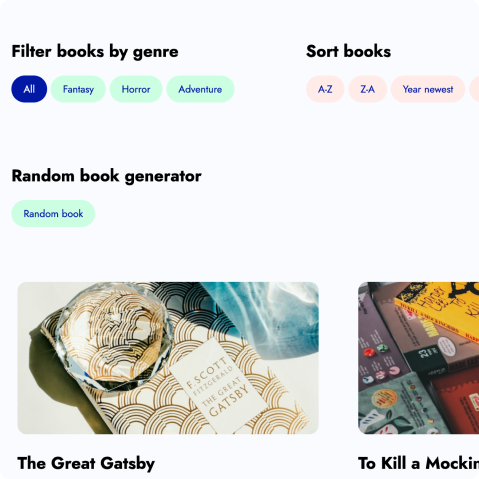 Filter books by genre
Sort books
All
Fantasy
Horror
Adventure
A-Z
Z-A
Year newest
Random book generator
Random book
F. SCOTT
FITZGERALD
THE GREAT
GATSBY
The Great Gatsby
To Kill a Mockin